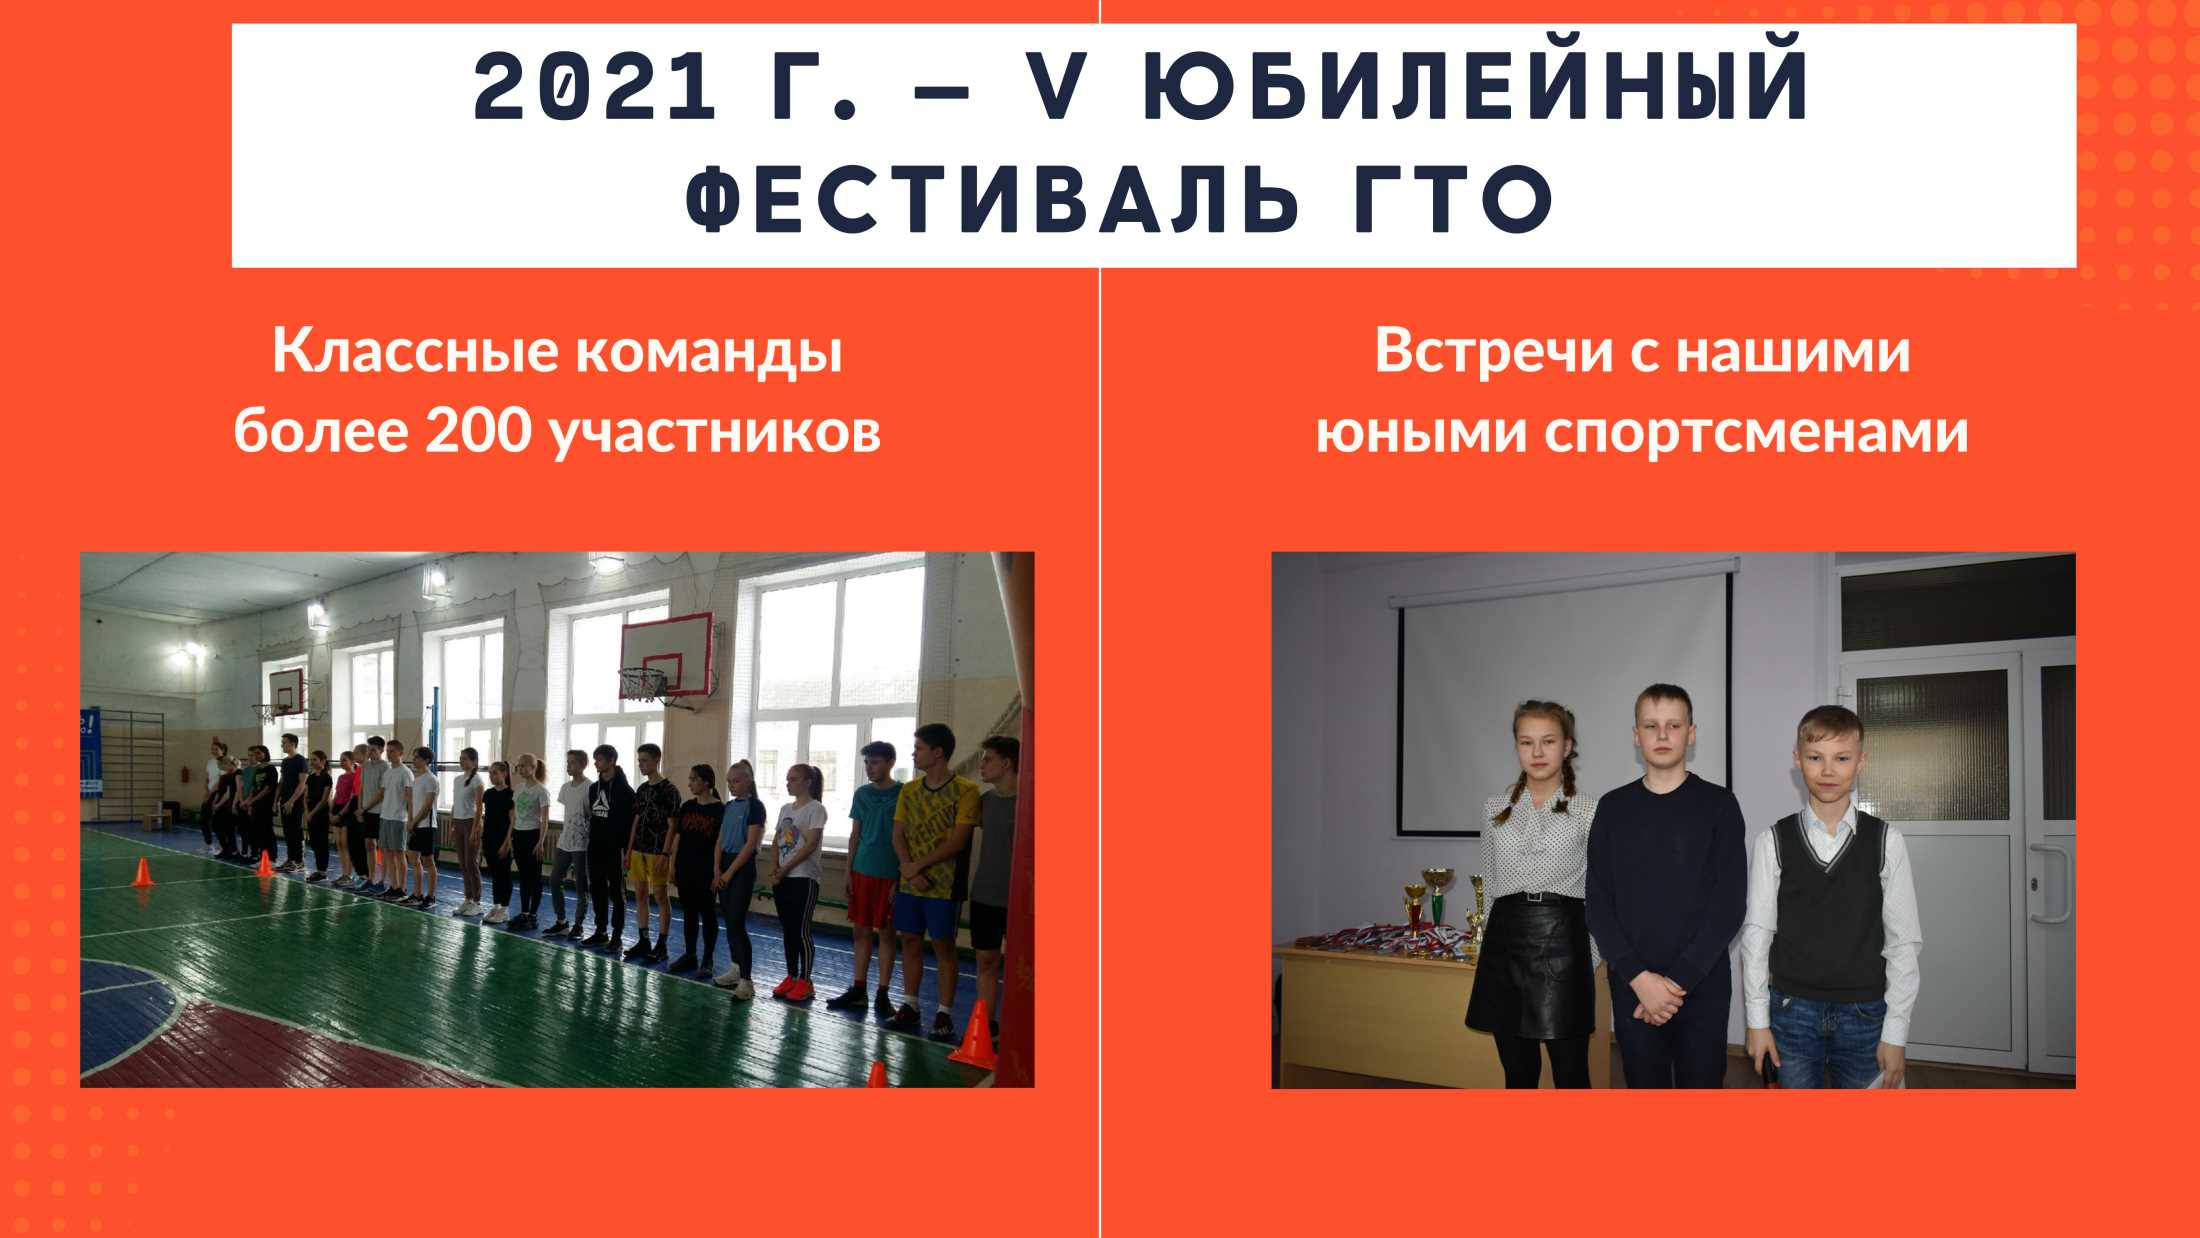 2021 Г. – V ЮБИЛЕЙНЫЙ
ФЕСТИВАЛЬ ГТО
Классные команды
более 200 участников
Встречи с нашими
юными спортсменами